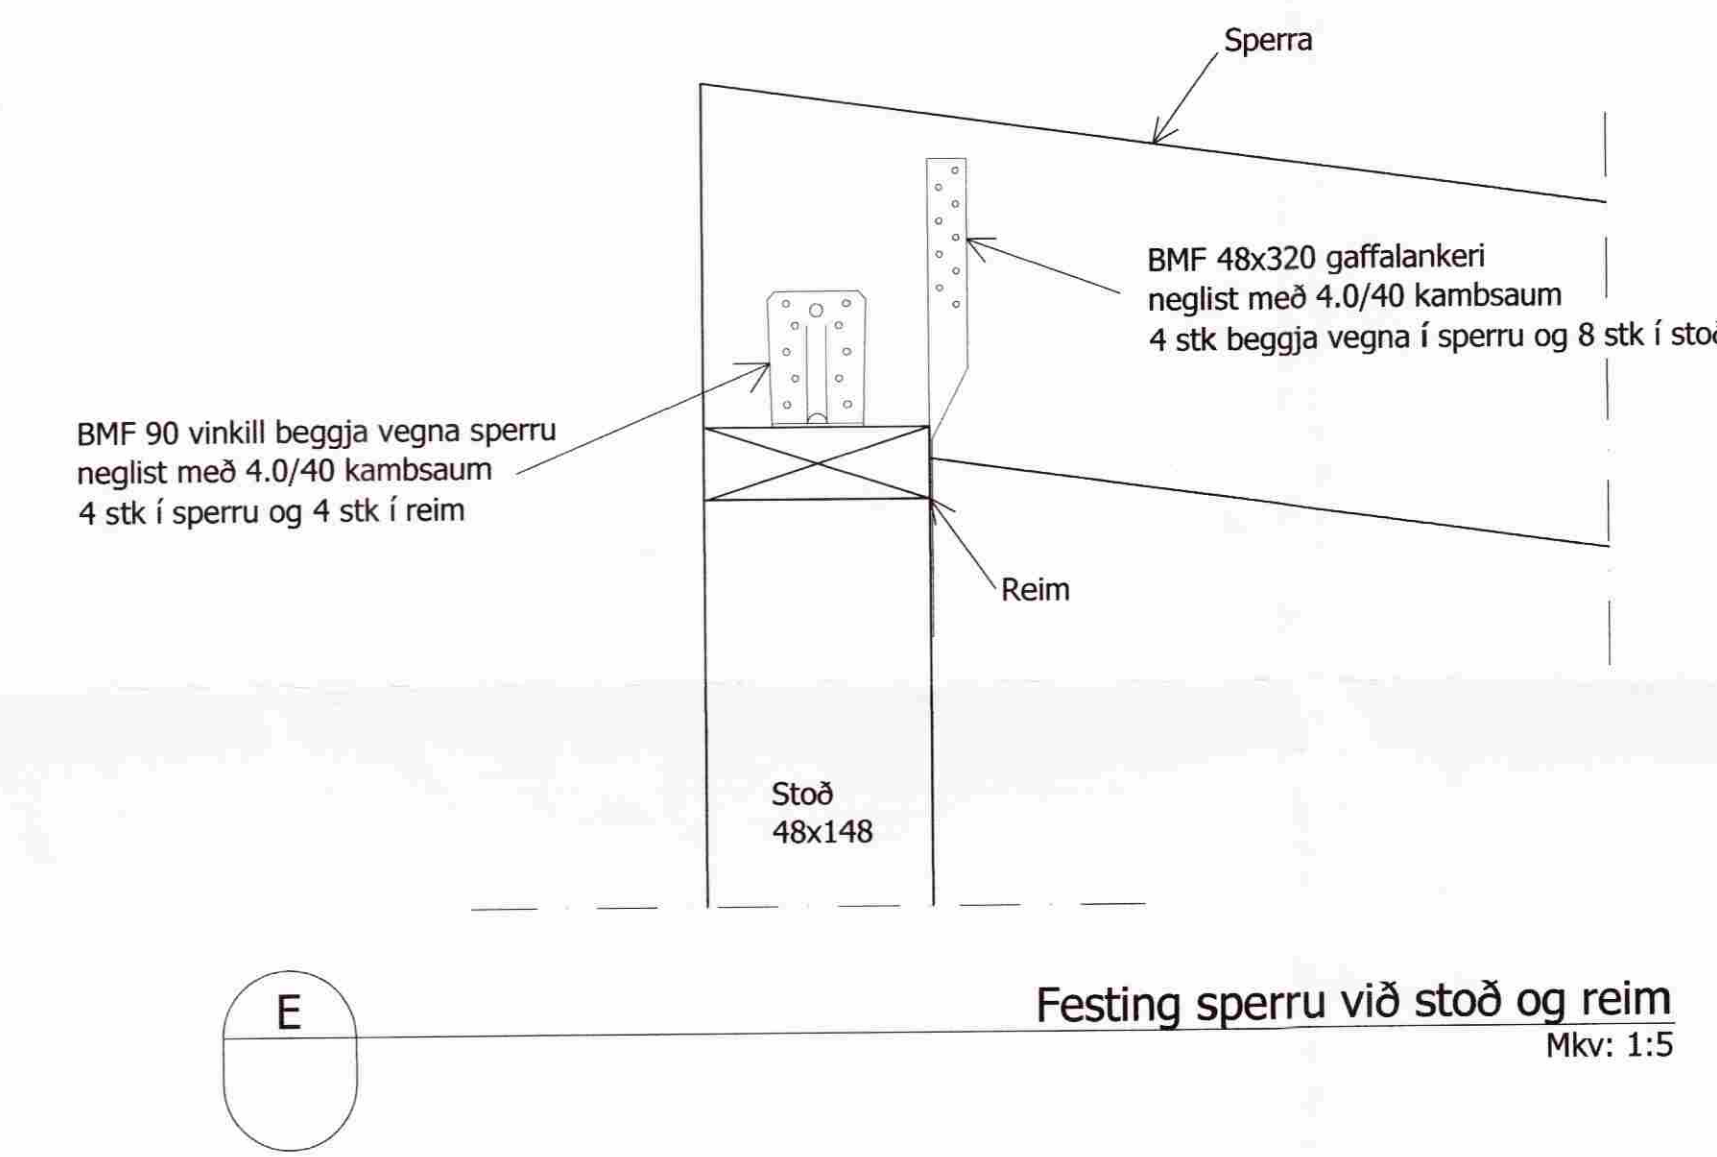 Sperra
BMF 48x320 gaffalankeri
neglist með 4.0/40 kambsaum
4 stk beggja vegna í sperru og 8 stk í stoð
BMF 90 vinkill beggja vegna sperru
neglist með 4.0/40 kambsaum
4 stk í sperru og 4 stk í reim
Reim
Stoð
48x148
E
Festing sperru við stoð og reim
Mkv: 1:5